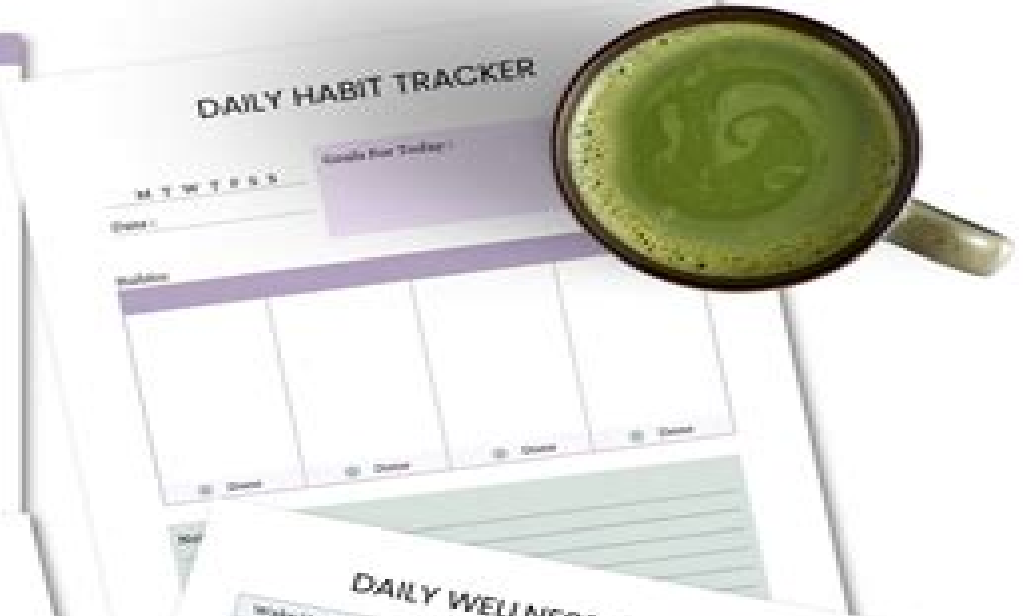 DAILY HABIT TRACKER
Goals For Today :
M T W T F S S
Date :
Habits:
Done
Done
Done
Done
DAILY WELLNESS